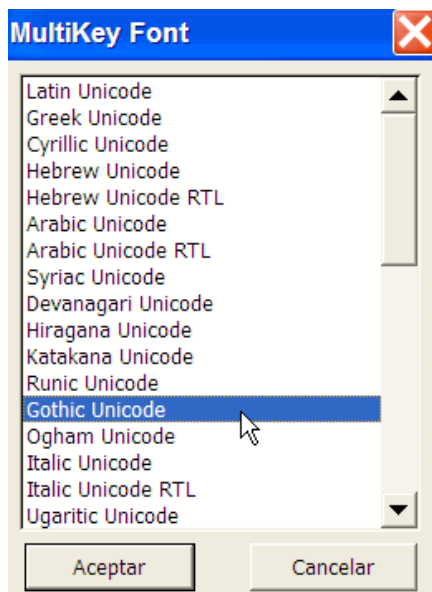 MultiKey Font
Latin Unicode
Greek Unicode
Cyrillic Unicode
Hebrew Unicode
Hebrew Unicode RTL
Arabic Unicode
Arabic Unicode RTL
Syriac Unicode
Devanagari Unicode
Hiragana Unicode
Katakana Unicode
Runic Unicode
Gothic Unicode
Ogham Unicode
Italic Unicode
Italic Unicode RTL
Ugaritic Unicode
Aceptar Cancelar